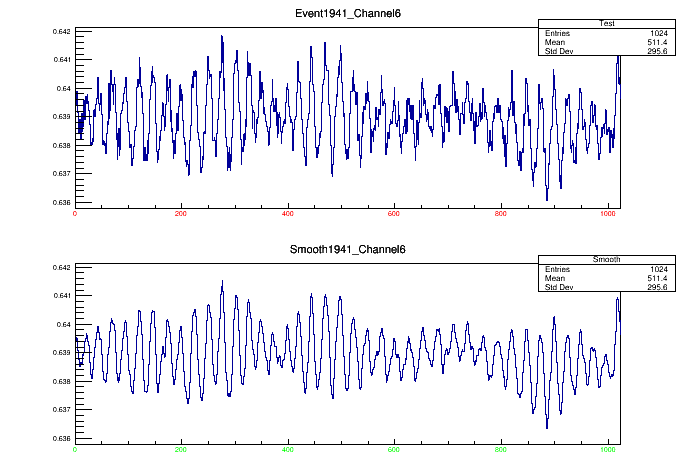 Event1941_Channel6
Test
Entries 1024
Mean 511.4
Std Dev 295.6
0.642
0.641
0.64
0.639
0.638
0.637
0.636
0 200 400 600 800 1000
Smooth1941_Channel6
Smooth
Entries 1024
Mean 511.4
Std Dev 295.6
0.642
0.641
0.64
0.639
0.638
0.637
0.636
0 200 400 600 800 1000